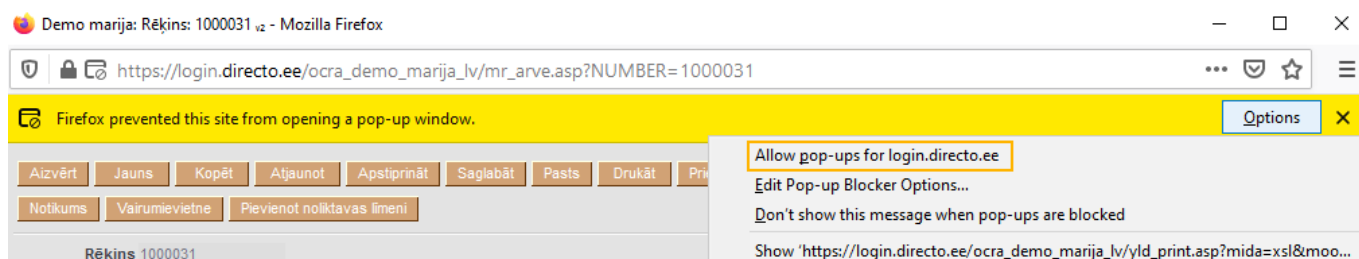 Demo marija: Rēķins: 1000031 v2 - Mozilla Firefox
https://login.directo.ee/ocra_demo_marija_lv/mr_arve.asp?NUMBER=1000031
Firefox prevented this site from opening a pop-up window. Options
Allow pop-ups for login.directo.ee
Edit Pop-up Blocker Options...
Don't show this message when pop-ups are blocked
Show 'https://login.directo.ee/ocra_demo_marija_lv/yld_print.asp?mida=xsl&moo...
Aizvērt Jauns Kopēt Atjaunot Apstiprināt Saglabāt Pasts Drukāt
Notikums Vairumievietne Pievienot noliktavas līmeni
Rēķins 1000031